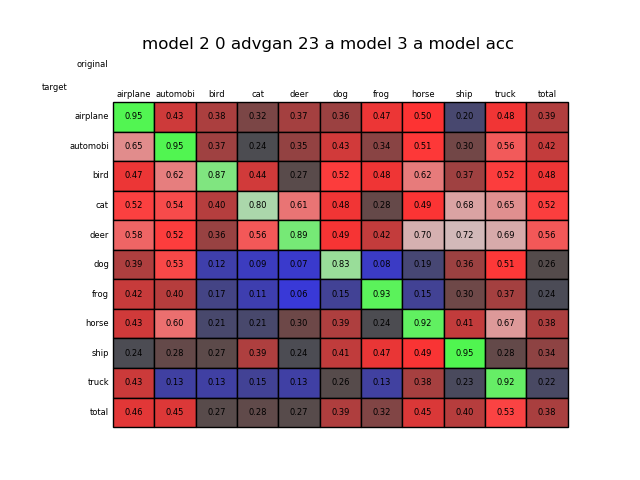 model 2 0 advgan 23 a model 3 a model acc
original
target
airplane automobi bird cat deer dog frog horse ship truck total
airplane 0.95 0.43 0.38 0.32 0.37 0.36 0.47 0.50 0.20 0.48 0.39
automobi 0.65 0.95 0.37 0.24 0.35 0.43 0.34 0.51 0.30 0.56 0.42
bird 0.47 0.62 0.87 0.44 0.27 0.52 0.48 0.62 0.37 0.52 0.48
cat 0.52 0.54 0.40 0.80 0.61 0.48 0.28 0.49 0.68 0.65 0.52
deer 0.58 0.52 0.36 0.56 0.89 0.49 0.42 0.70 0.72 0.69 0.56
dog 0.39 0.53 0.12 0.09 0.07 0.83 0.08 0.19 0.36 0.51 0.26
frog 0.42 0.40 0.17 0.11 0.06 0.15 0.93 0.15 0.30 0.37 0.24
horse 0.43 0.60 0.21 0.21 0.30 0.39 0.24 0.92 0.41 0.67 0.38
ship 0.24 0.28 0.27 0.39 0.24 0.41 0.47 0.49 0.95 0.28 0.34
truck 0.43 0.13 0.13 0.15 0.13 0.26 0.13 0.38 0.23 0.92 0.22
total 0.46 0.45 0.27 0.28 0.27 0.39 0.32 0.45 0.40 0.53 0.38